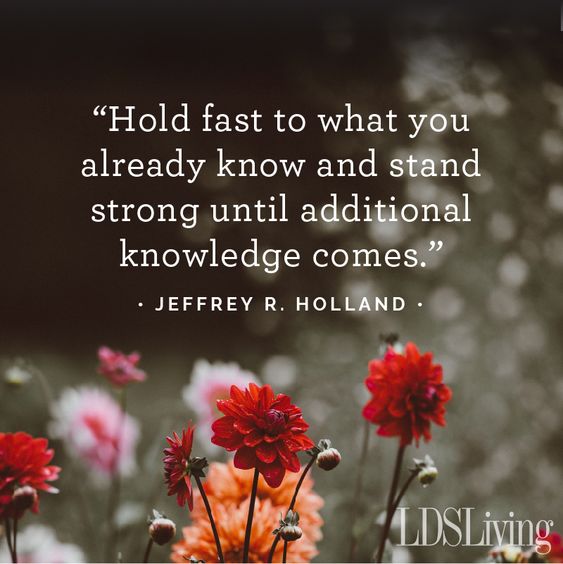 “Hold fast to what you
already know and stand
strong until additional
knowledge comes.”
• JEFFREY R. HOLLAND •
LDSLiving